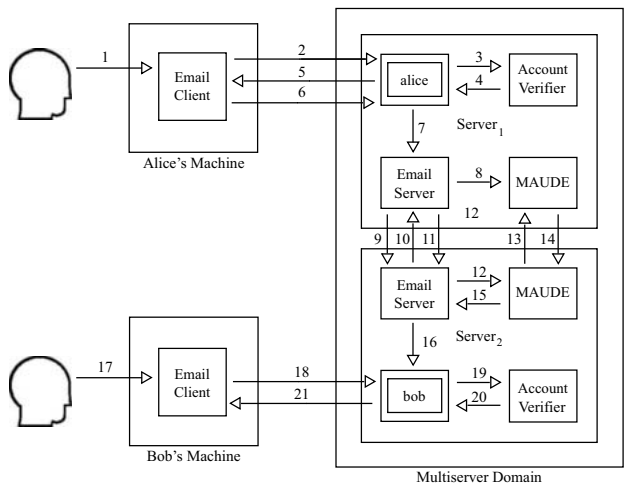 1
Email
Client
Alice's Machine
2
5
6
alice
3
4
Account
Verifier
7
Server1
Email
Server
8
MAUDE
12
9
10
11
13
14
Email
Server
12
15
MAUDE
16
Server2
17
Email
Client
Bob's Machine
18
21
bob
19
20
Account
Verifier
Multiserver Domain